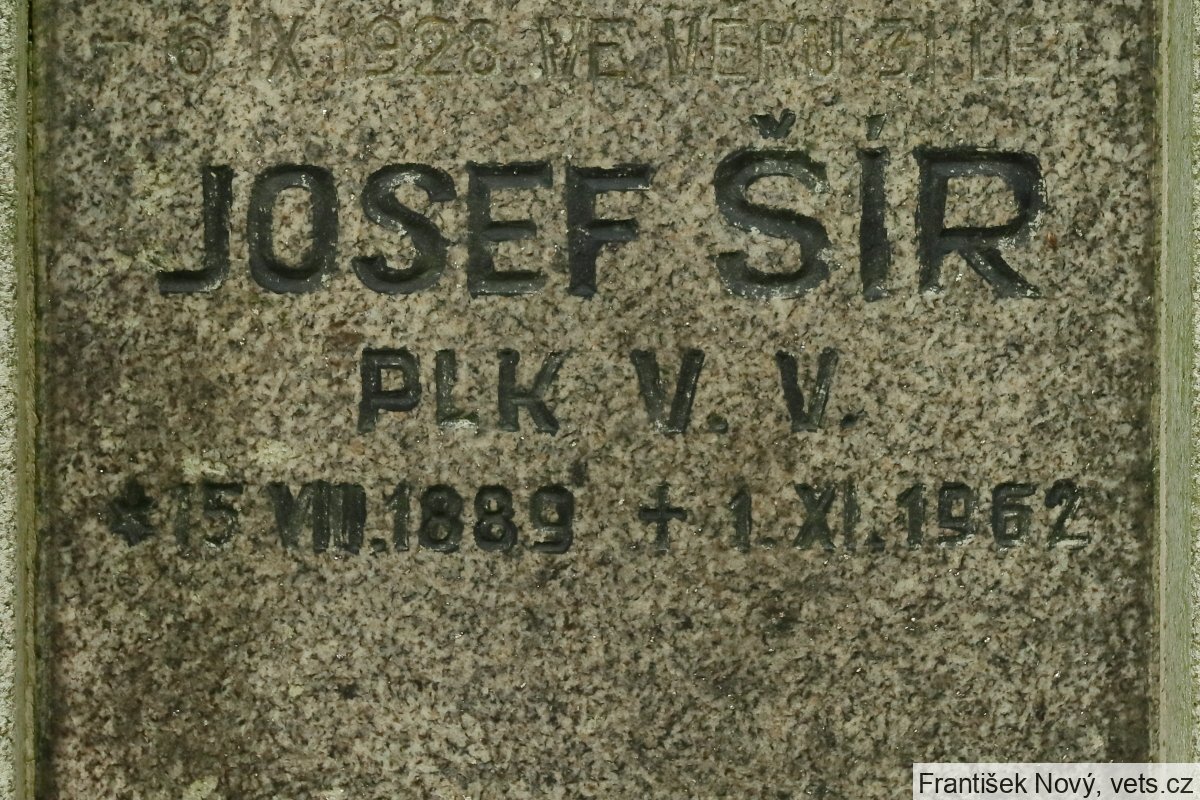 6 IX 1928 VE VĚKU 31 LET
JOSEF ŠÍR
PLK V. V.
* 15 VIII. 1889 + 1. XI. 1962
František Nový, vets.cz